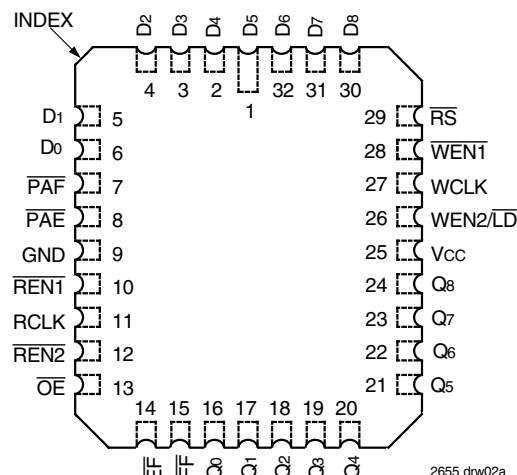 INDEX
D2 D3 D4 D5 D6 D7 D8
4 3 2 1 32 31 30
D1 5
D0 6
PAF 7
PAE 8
GND 9
REN1 10
RCLK 11
REN2 12
OE 13
29 RS
28 WEN1
27 WCLK
26 WEN2/LD
25 VCC
24 Q8
23 Q7
22 Q6
21 Q5
14 15 16 17 18 19 20
EF FF Q0 Q1 Q2 Q3 Q4
2655 drw02a